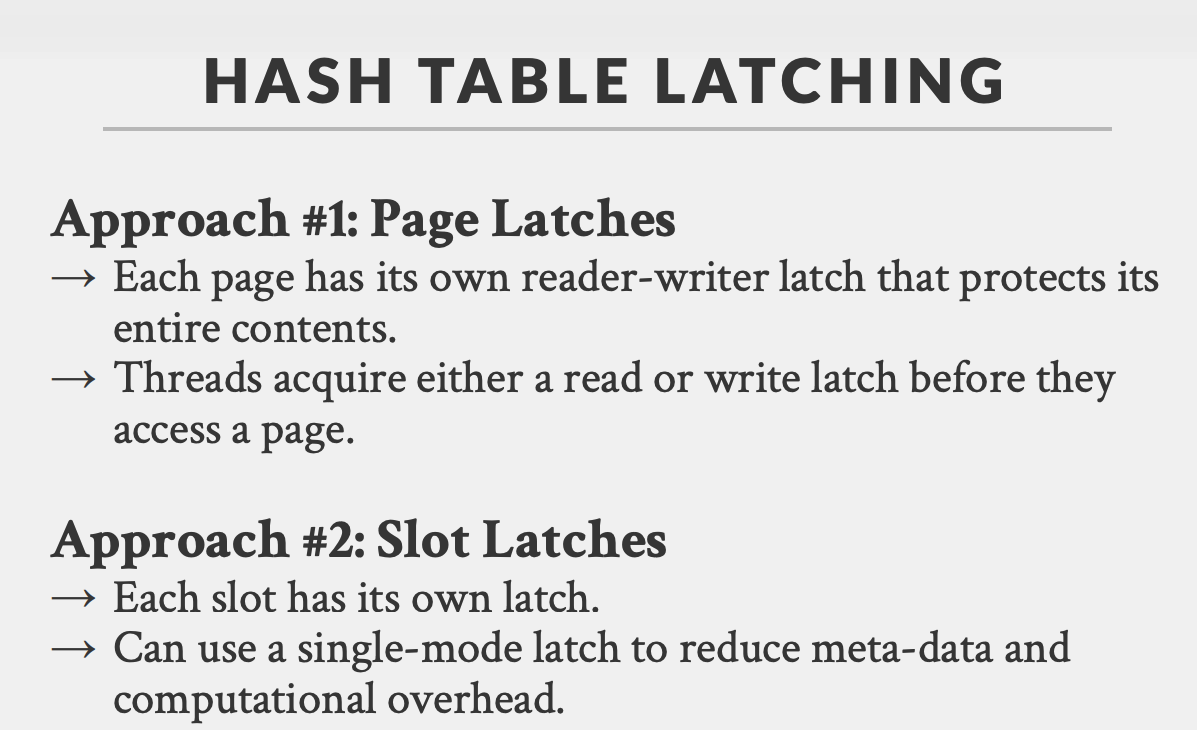 HASH TABLE LATCHING
Approach #1: Page Latches
→ Each page has its own reader-writer latch that protects its
entire contents.
→ Threads acquire either a read or write latch before they
access a page.
Approach #2: Slot Latches
→ Each slot has its own latch.
→ Can use a single-mode latch to reduce meta-data and
computational overhead.